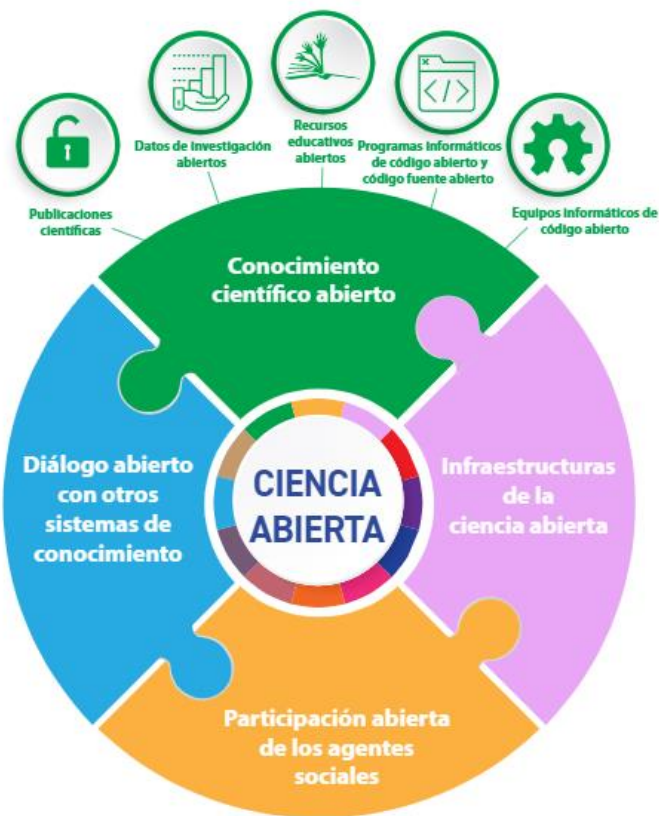 Publicaciones
científicas
Datos de investigación
abiertos
Recursos
educativos
abiertos
Programas informáticos
de código abierto y
código fuente abierto
Equipos informáticos de
código abierto
</>
Conocimiento
científico abierto
Diálogo abierto
con otros
sistemas de
conocimiento
CIENCIA
ABIERTA
Infraestructuras
de la
ciencia abierta
Participación abierta
de los agentes
sociales